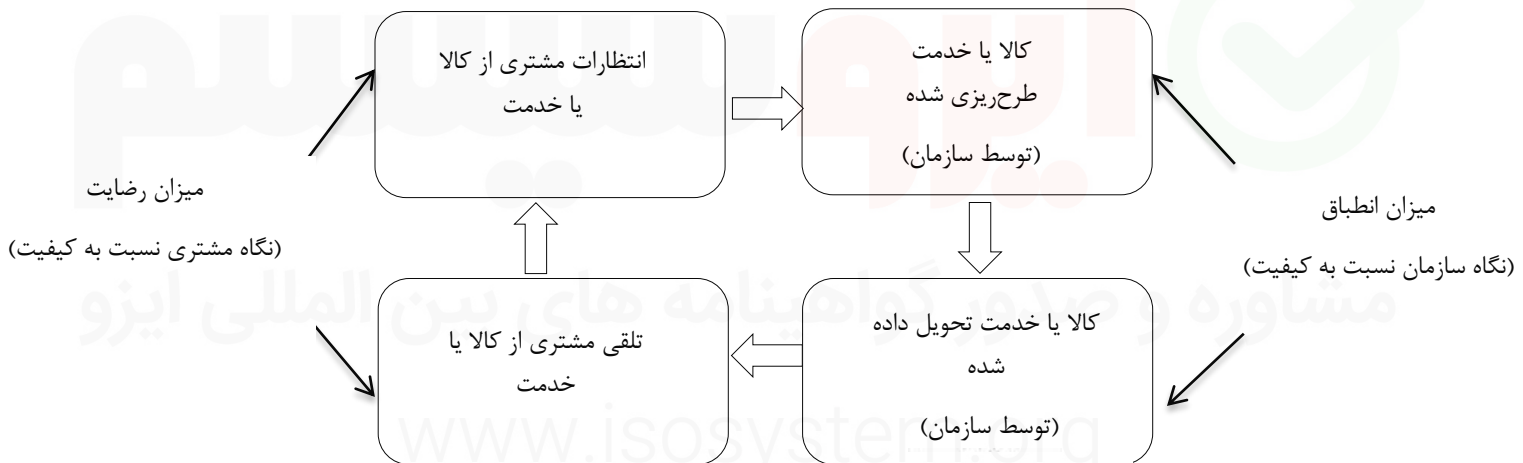 انتظارات مشتری از کالا
یا خدمت
کالا یا خدمت
طرح‌ریزی شده
(توسط سازمان)
میزان رضایت
(نگاه مشتری نسبت به کیفیت)
میزان انطباق
(نگاه سازمان نسبت به کیفیت)
تلقی مشتری از کالا یا
خدمت
کالا یا خدمت تحویل داده
شده
(توسط سازمان)
ایزوسیستم
مشاوره و صدور گواهینامه های بین المللی ایزو
www.isosystem.org